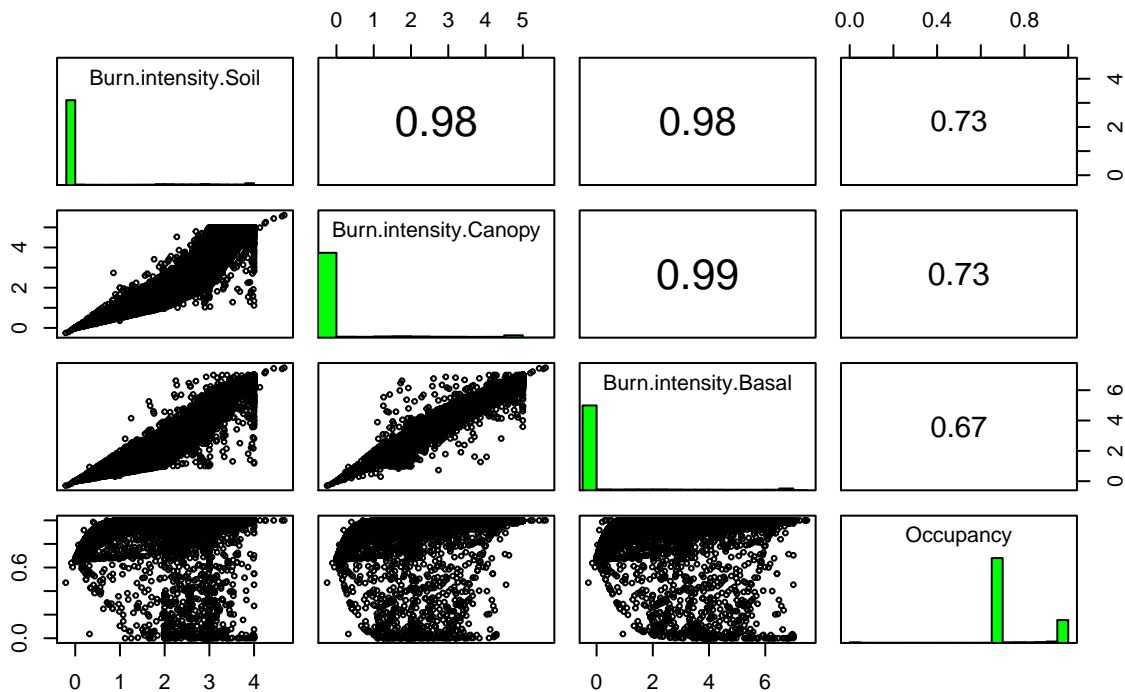 0 1 2 3 4 5 0.0 0.4 0.8
Burn.intensity.Soil 0.98 0.98 0.73 0 2 4
0 2 4 Burn.intensity.Canopy 0.99 0.73
Burn.intensity.Basal 0.67 0 2 4 6
0.0 0.6 Occupancy
0 1 2 3 4 0 2 4 6